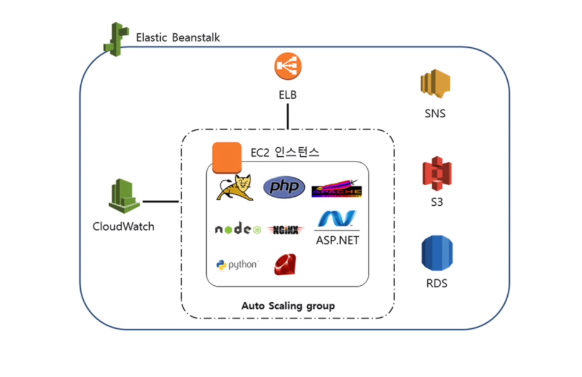 Elastic Beanstalk
ELB
SNS
EC2 인스턴스
php
S3
CloudWatch
node
NGINX
ASP.NET
python
RDS
Auto Scaling group